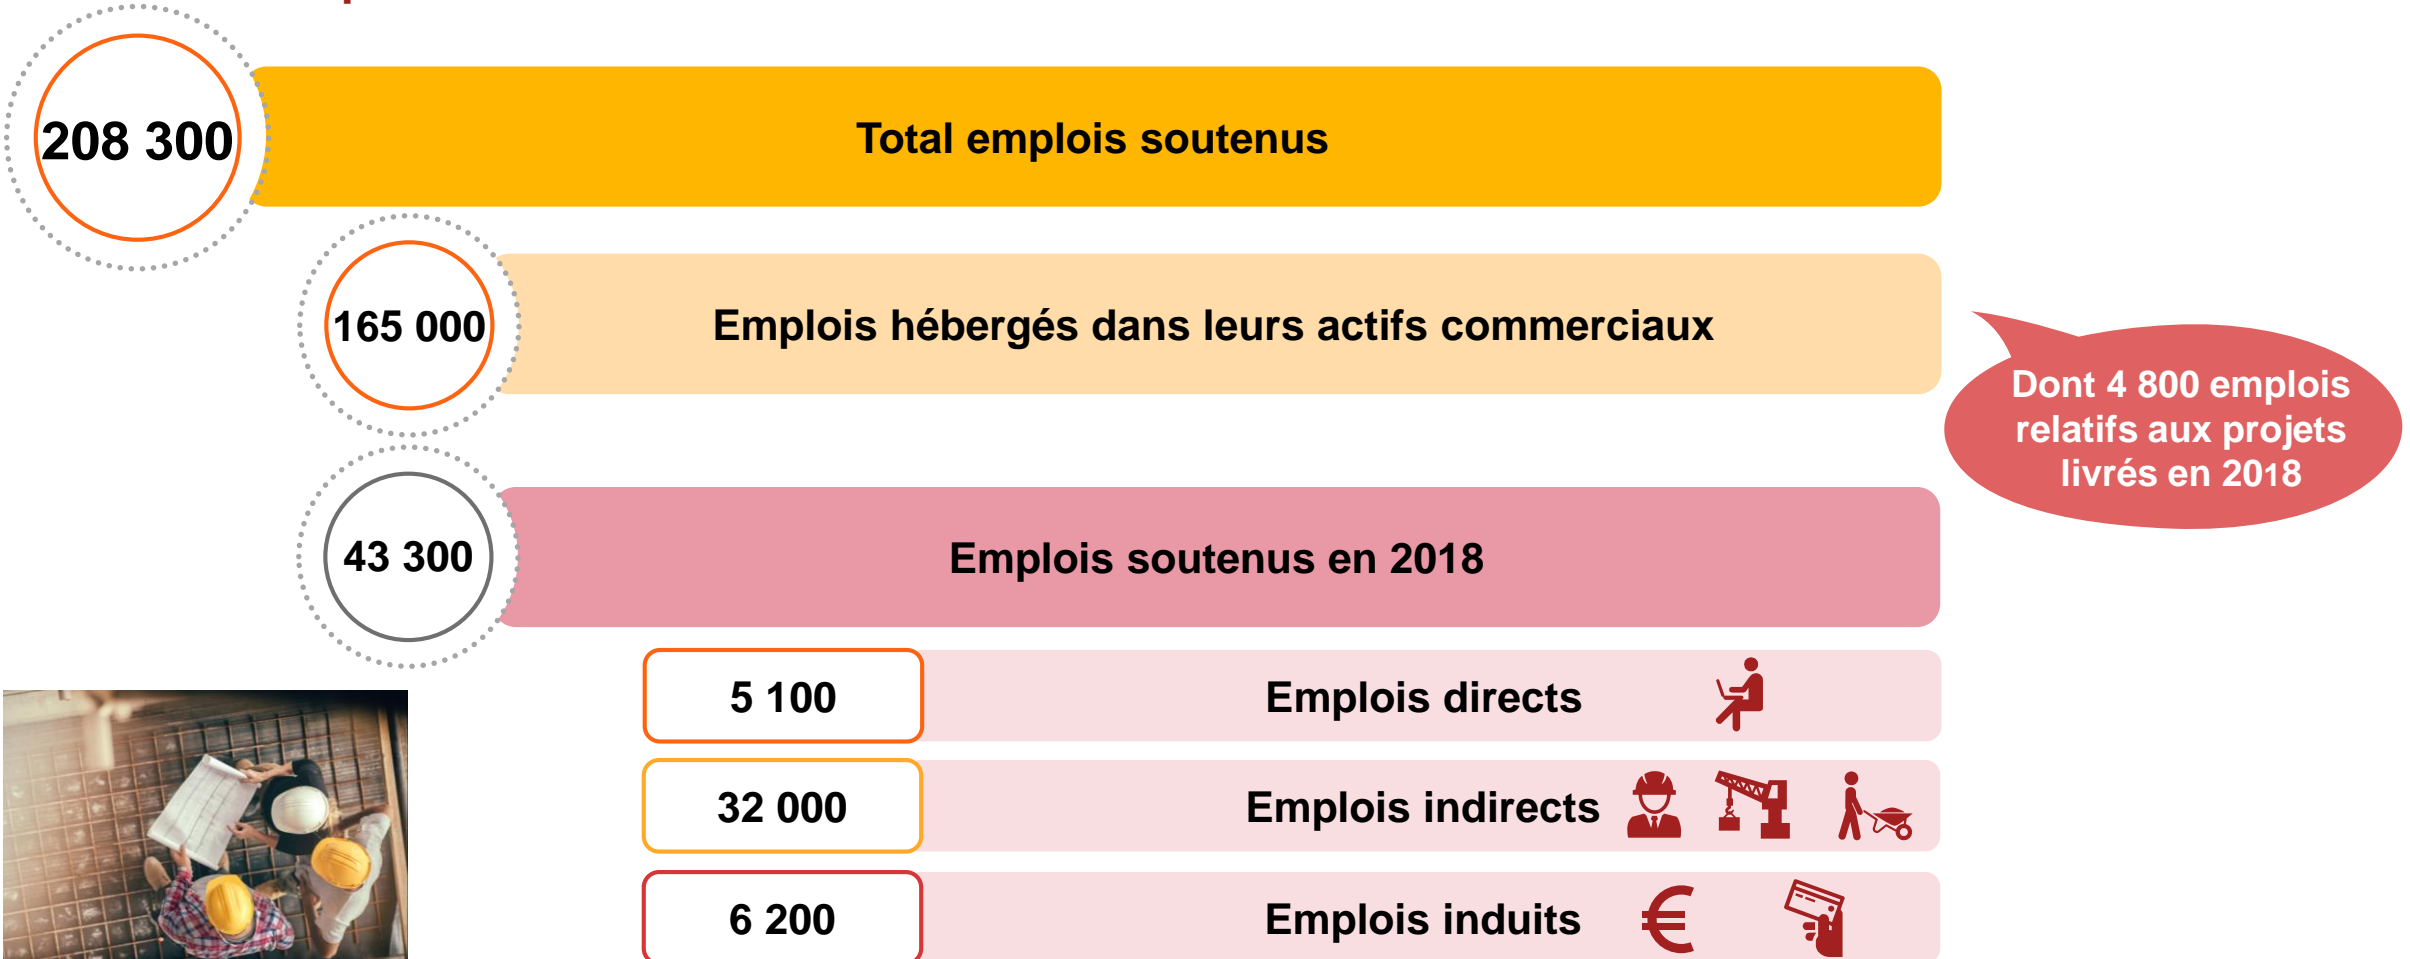 208 300
Total emplois soutenus
165 000
Emplois hébergés dans leurs actifs commerciaux
Dont 4 800 emplois
relatifs aux projets
livrés en 2018
43 300
Emplois soutenus en 2018
5 100
Emplois directs
32 000
Emplois indirects
6 200
Emplois induits
€